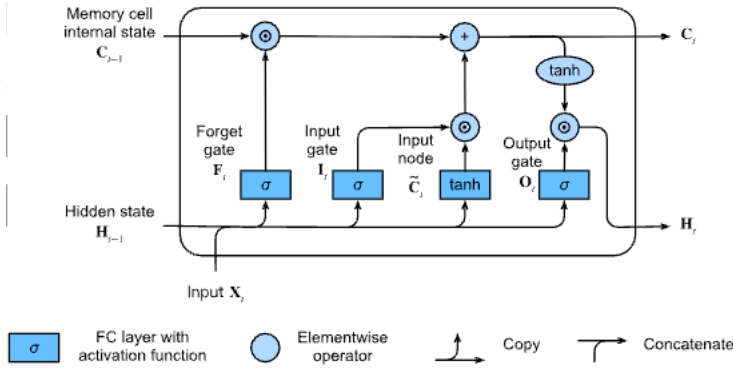 Memory cell
internal state
C_{t-1}
C_t
tanh
Forget
gate
F_t
Input
gate
I_t
Input
node
C̃_t
Output
gate
O_t
σ
σ
tanh
σ
Hidden state
H_{t-1}
H_t
Input X_t
σ
FC layer with
activation function
Elementwise
operator
Copy
Concatenate